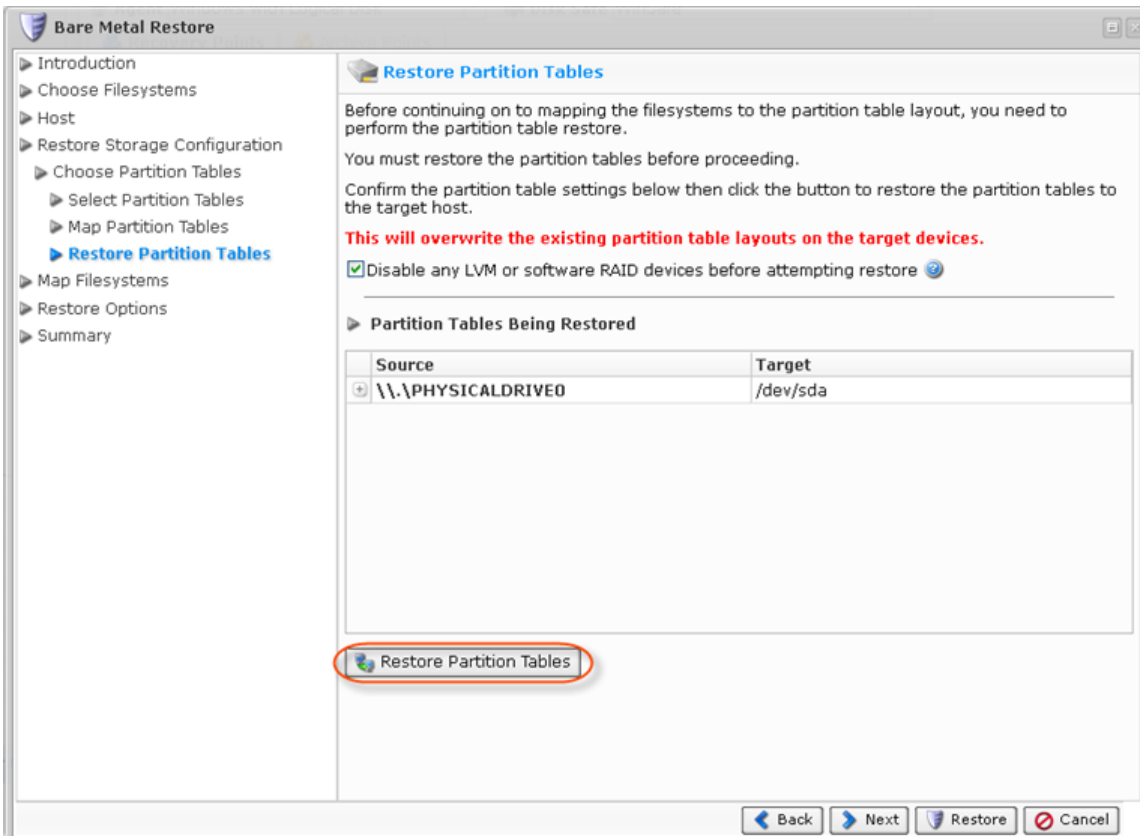 Bare Metal Restore
Introduction
Choose Filesystems
Host
Restore Storage Configuration
Choose Partition Tables
Select Partition Tables
Map Partition Tables
Restore Partition Tables
Map Filesystems
Restore Options
Summary
Restore Partition Tables
Before continuing on to mapping the filesystems to the partition table layout, you need to
perform the partition table restore.
You must restore the partition tables before proceeding.
Confirm the partition table settings below then click the button to restore the partition tables to
the target host.
This will overwrite the existing partition table layouts on the target devices.
Disable any LVM or software RAID devices before attempting restore
Partition Tables Being Restored
Source Target
\\.\PHYSICALDRIVE0 /dev/sda
Restore Partition Tables
Back Next Restore Cancel